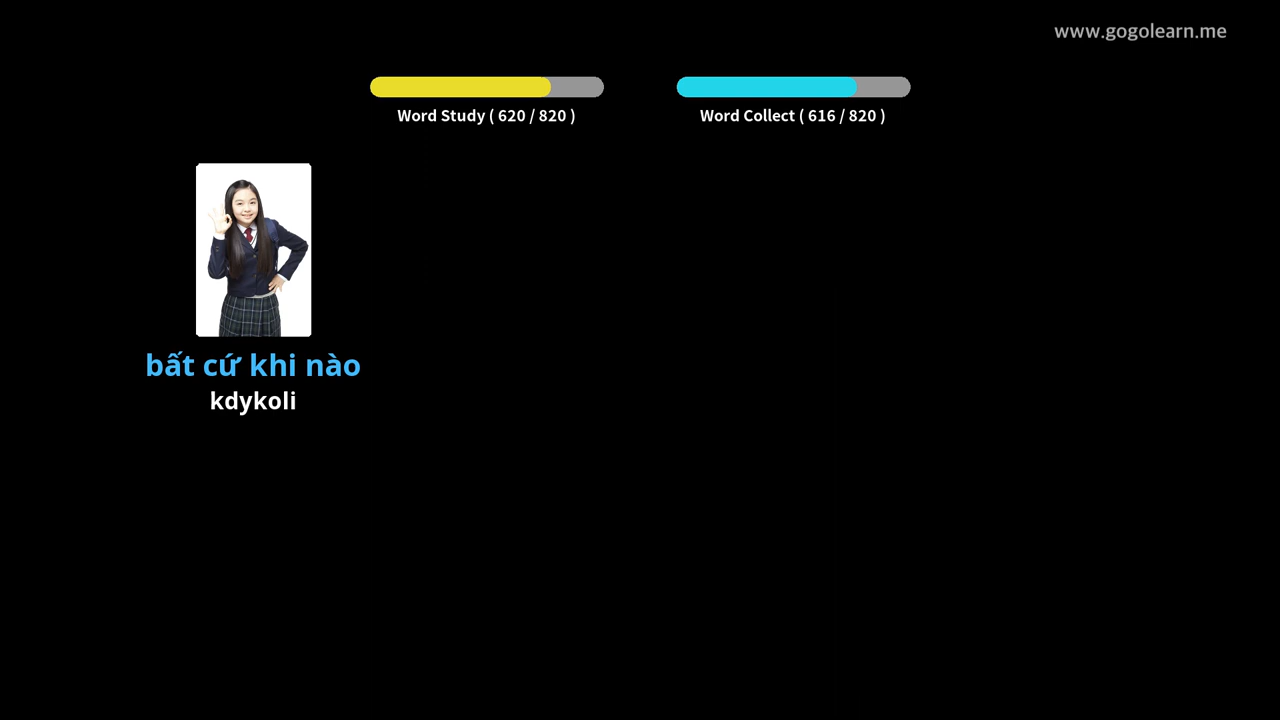 www.gogolearn.me
Word Study ( 620 / 820 )
Word Collect ( 616 / 820 )
bất cứ khi nào
kdykoli